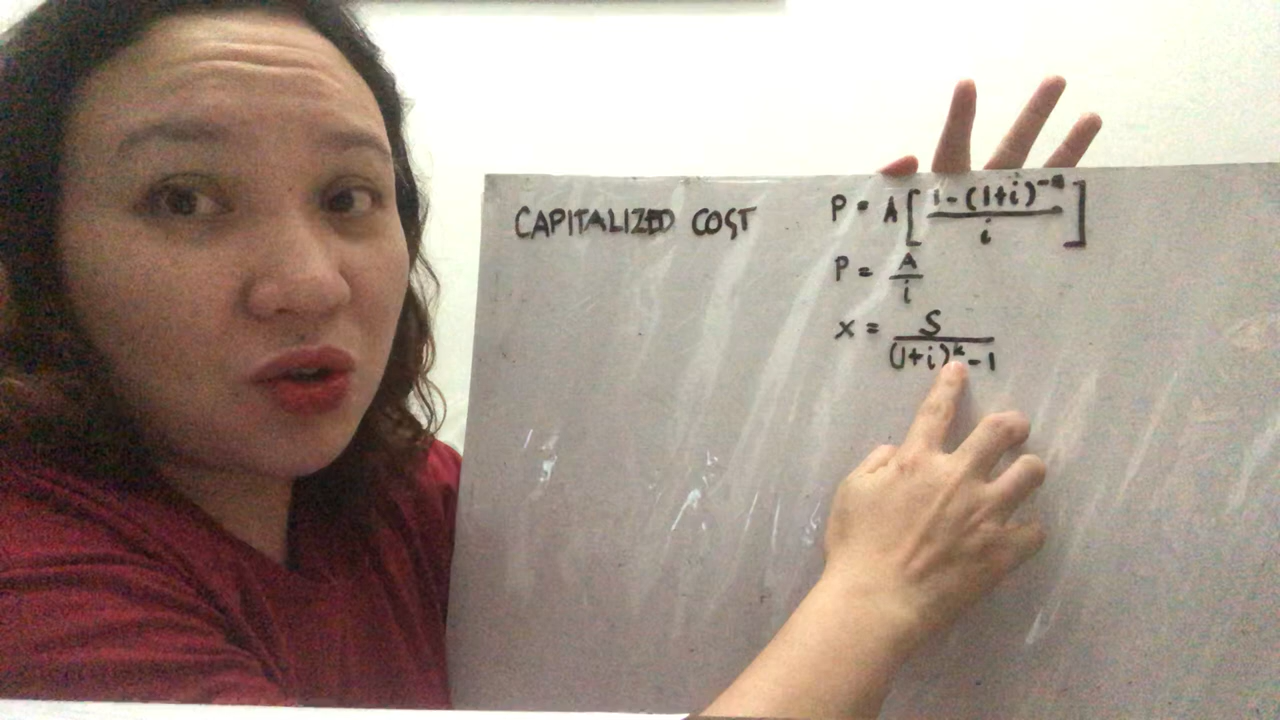 CAPITALIZED COST
P = A [ 1 - (1+i)^-n / i ]
P = A / i
x = S / (1+i)^k - 1